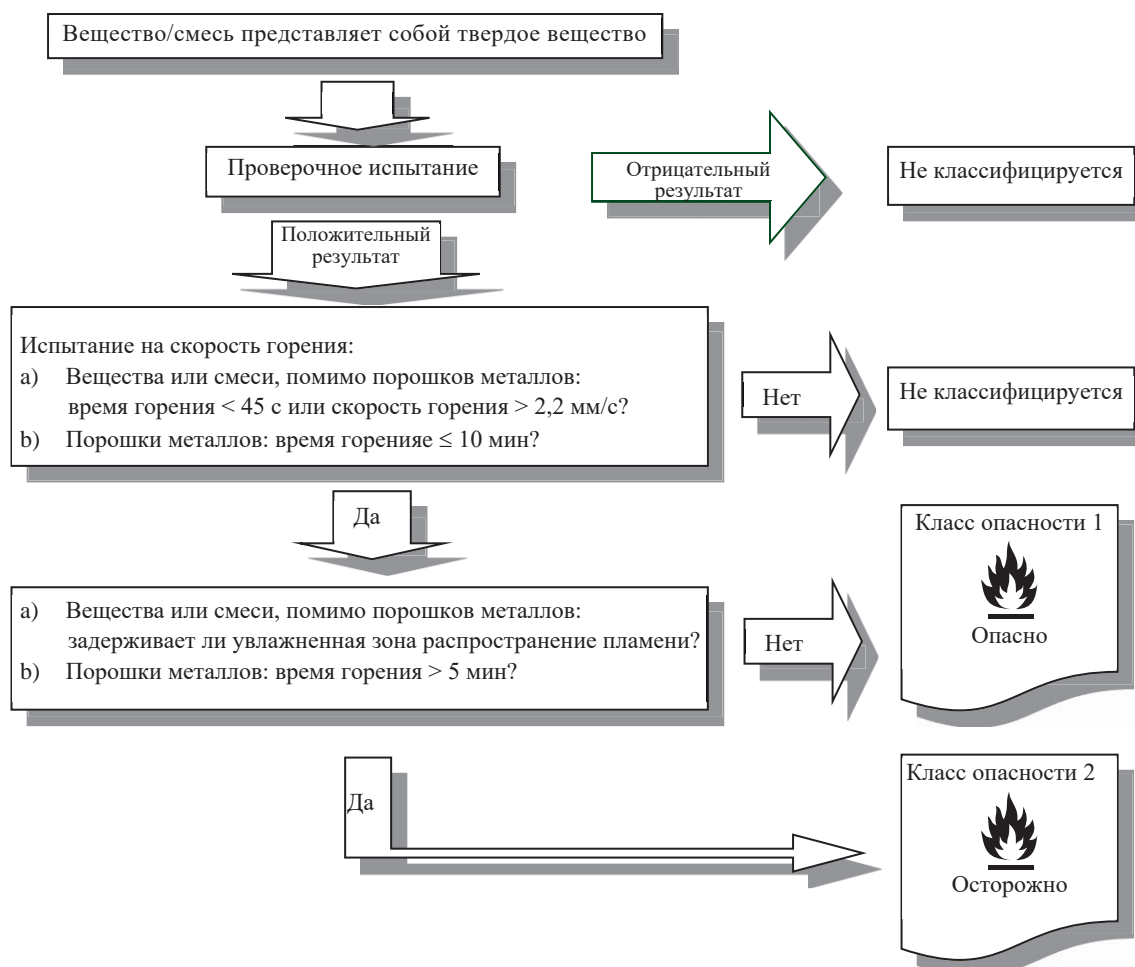 Вещество/смесь представляет собой твердое вещество
Проверочное испытание
Отрицательный
результат
Не классифицируется
Положительный
результат
Испытание на скорость горения:
a) Вещества или смеси, помимо порошков металлов:
время горения < 45 с или скорость горения > 2,2 мм/с?
b) Порошки металлов: время горенияе ≤ 10 мин?
Нет
Не классифицируется
Да
Класс опасности 1
Опасно
a) Вещества или смеси, помимо порошков металлов:
задерживает ли увлажненная зона распространение пламени?
b) Порошки металлов: время горения > 5 мин?
Нет
Да
Класс опасности 2
Осторожно